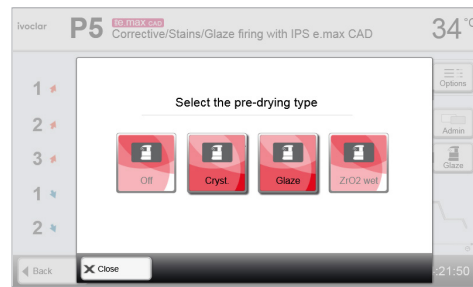 ivoclar
P5
IPS e.max CAD
Corrective/Stains/Glaze firing with IPS e.max CAD
34°C
1
2
3
1
2
Options
Admin
Glaze
Select the pre-drying type
Off
Cryst.
Glaze
ZrO2 wet
Back
Close
:21:50